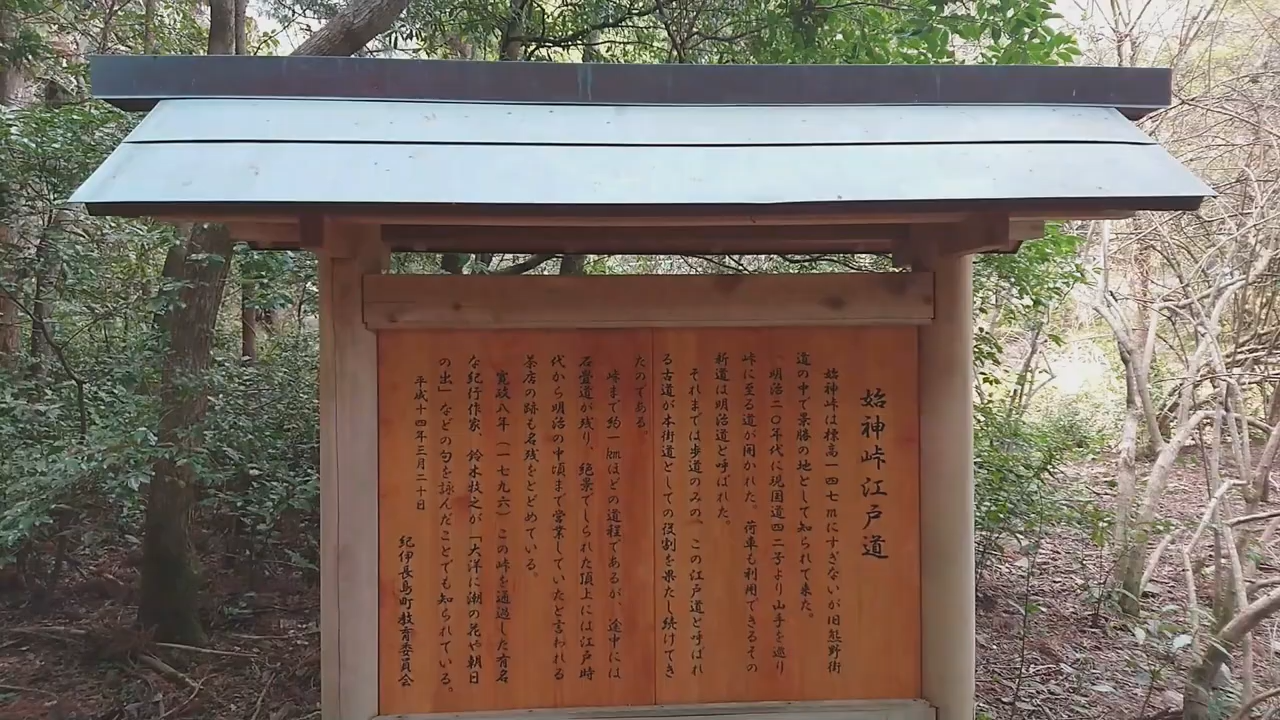 始神峠江戸道
始神峠は標高一四七mにすぎないが旧熊野街
道の中で景勝の地として知られて来た。
明治二〇年代に現国道四二号より山手を巡り
峠に至る道が開かれた。荷車も利用できるその
新道は明治道と呼ばれた。
それまでは歩道のみの、この江戸道と呼ばれ
る古道が本街道としての役割を果たし続けてき
たのである。
峠まで約一㎞ほどの道程であるが、途中には
石畳道が残り、絶景でしられた頂上には江戸時
代から明治の中頃まで営業していたと言われる
茶店の跡も名残をとどめている。
寛政八年（一七九六）この峠を通過した有名
な紀行作家、鈴木牧之が「大洋に潮の花や朝日
の出」などの句を詠んだことでも知られている。
平成十四年三月二十日
紀伊長島町教育委員会